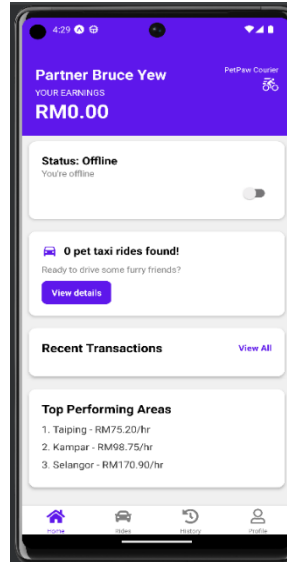 4:29
Partner Bruce Yew
PetPaw Courier
YOUR EARNINGS
RM0.00
Status: Offline
You're offline
0 pet taxi rides found!
Ready to drive some furry friends?
View details
Recent Transactions
View All
Top Performing Areas
1. Taiping - RM75.20/hr
2. Kampar - RM98.75/hr
3. Selangor - RM170.90/hr
Home
Rides
History
Profile